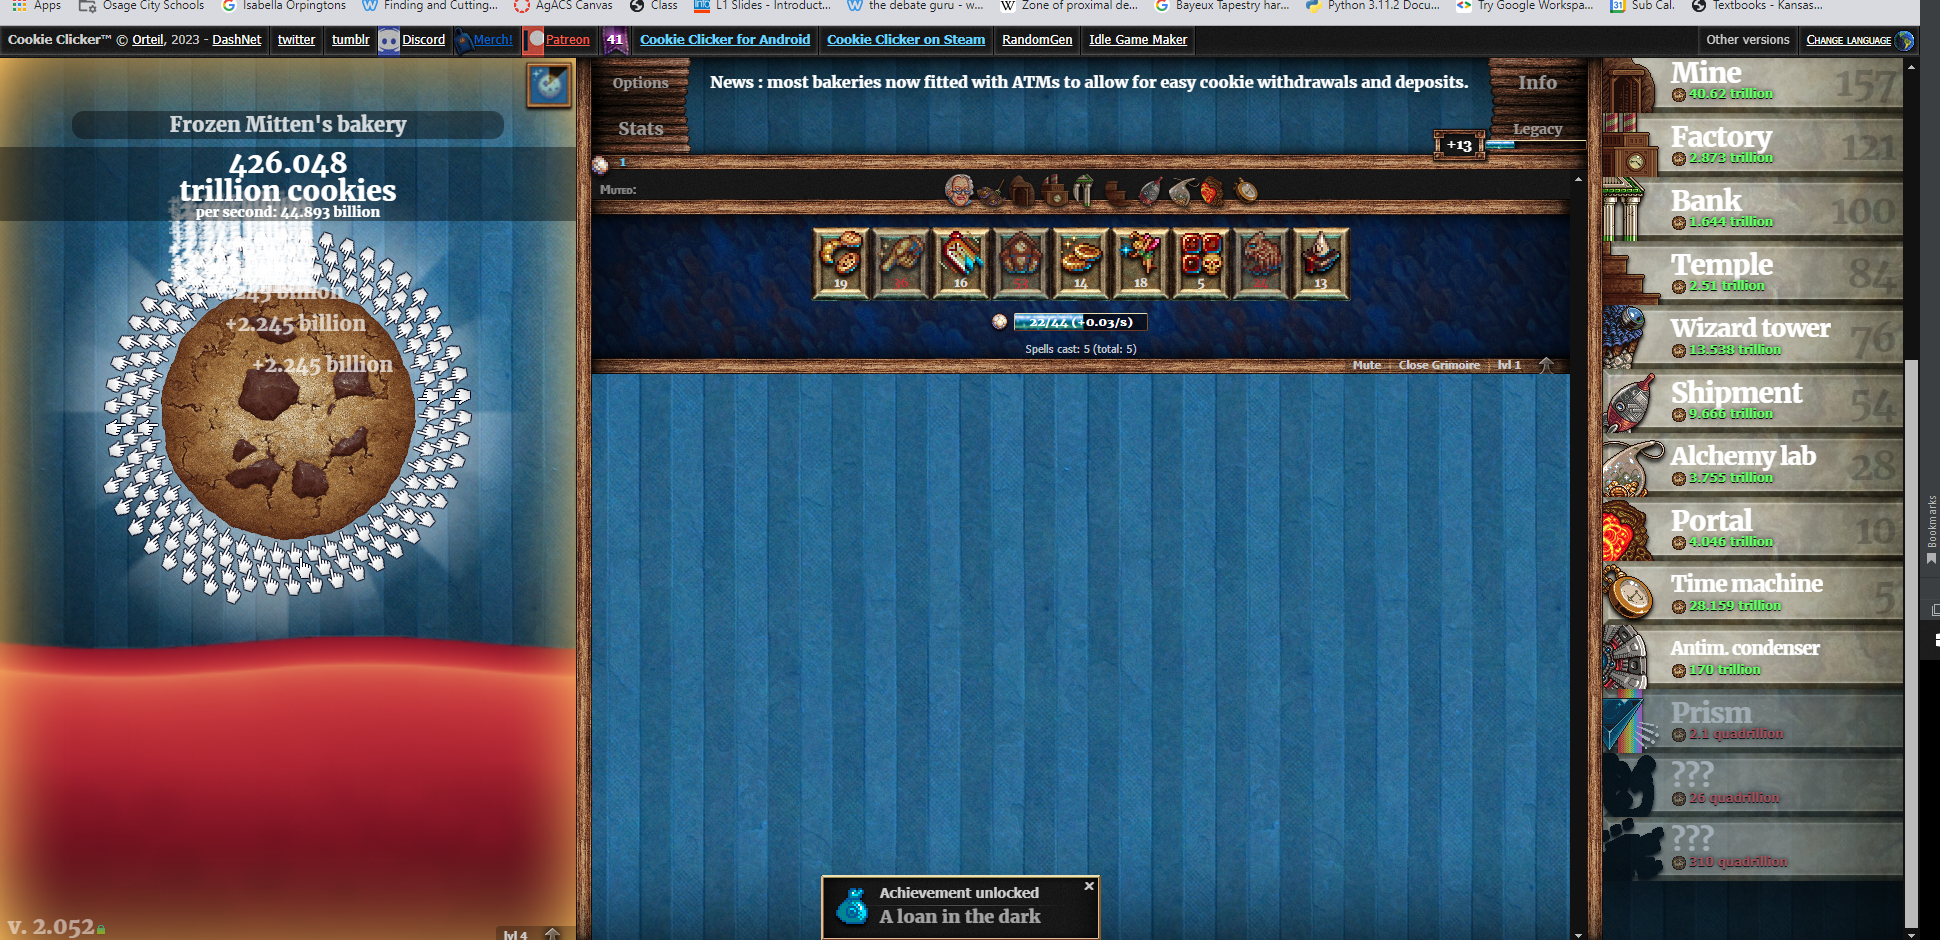 Apps
Osage City Schools
Isabella Orpingtons
Finding and Cutting...
AgACS Canvas
Class
L1 Slides - Introduct...
the debate guru - w...
Zone of proximal de...
Bayeux Tapestry har...
Python 3.11.2 Docu...
Try Google Workspa...
Sub Cal.
Textbooks - Kansas...
Cookie Clicker™ © Orteil, 2023 - DashNet
twitter
tumblr
Discord
Merch!
Patreon
41
Cookie Clicker for Android
Cookie Clicker on Steam
RandomGen
Idle Game Maker
Other versions
CHANGE LANGUAGE
Frozen Mitten's bakery
426.048
trillion cookies
per second: 44.893 billion
+2.245 billion
+2.245 billion
v. 2.052
lvl 4
Options
Stats
News : most bakeries now fitted with ATMs to allow for easy cookie withdrawals and deposits.
Info
Legacy
+13
1
MUTED:
19
16
14
18
5
13
22/44 (+0.03/s)
Spells cast: 5 (total: 5)
Mute
Close Grimoire
lvl 1
Achievement unlocked
A loan in the dark
Mine
40.62 trillion
157
Factory
2.873 trillion
121
Bank
1.644 trillion
100
Temple
2.51 trillion
84
Wizard tower
13.538 trillion
76
Shipment
9.666 trillion
54
Alchemy lab
3.755 trillion
28
Portal
4.046 trillion
10
Time machine
28.159 trillion
5
Antim. condenser
170 trillion
Prism
2.1 quadrillion
???
26 quadrillion
???
310 quadrillion
Bookmarks